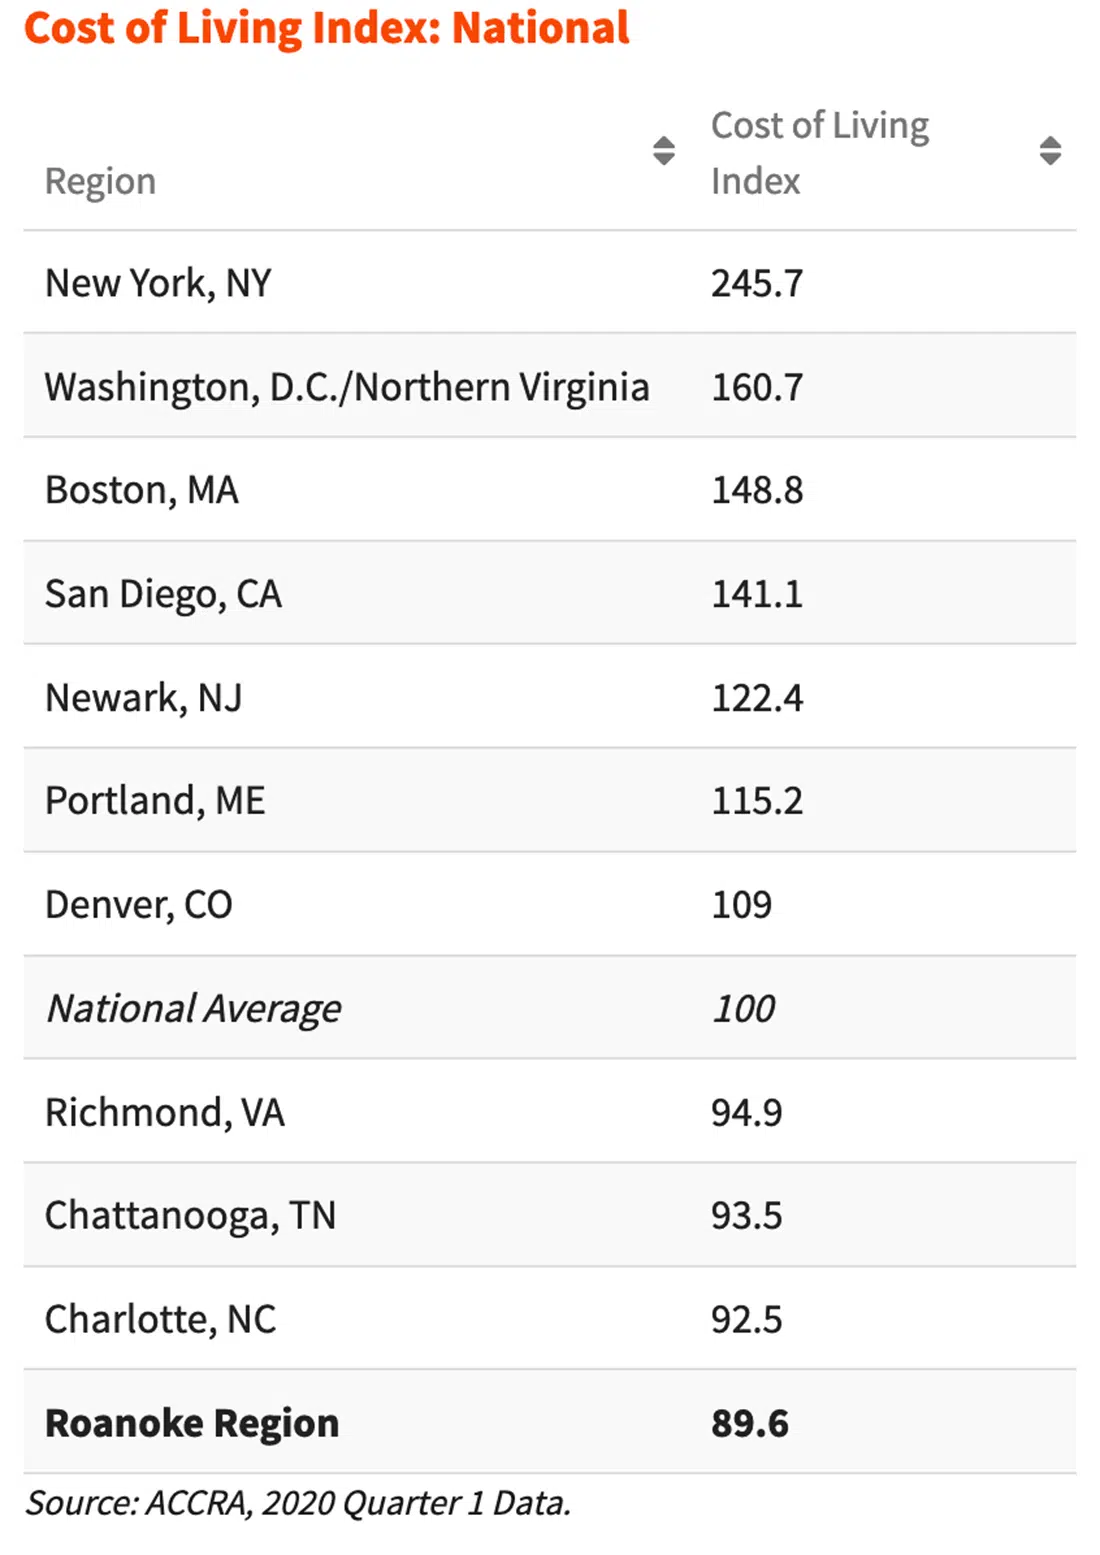 Cost of Living Index: National
Region
Cost of Living
Index
New York, NY 245.7
Washington, D.C./Northern Virginia 160.7
Boston, MA 148.8
San Diego, CA 141.1
Newark, NJ 122.4
Portland, ME 115.2
Denver, CO 109
National Average 100
Richmond, VA 94.9
Chattanooga, TN 93.5
Charlotte, NC 92.5
Roanoke Region 89.6
Source: ACCRA, 2020 Quarter 1 Data.